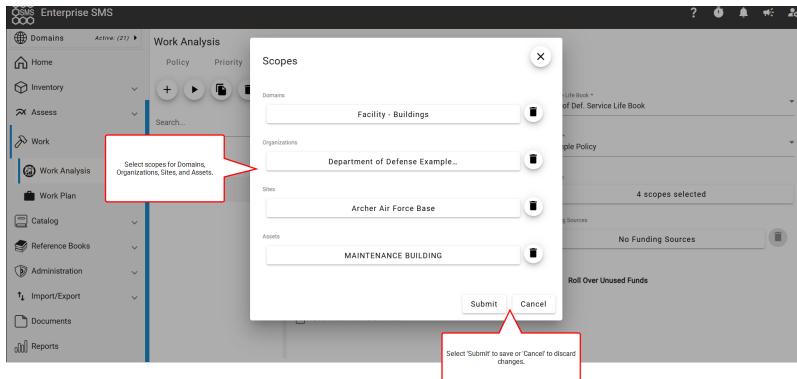 SMS Enterprise SMS
?
Domains Active: (21)
Home
Inventory
Assess
Work
Work Analysis
Work Plan
Catalog
Reference Books
Administration
Import/Export
Documents
Reports
Work Analysis
Policy Priority
Search...
Scopes
Domains
Facility - Buildings
Organizations
Department of Defense Example...
Sites
Archer Air Force Base
Assets
MAINTENANCE BUILDING
Submit Cancel
Select scopes for Domains,
Organizations, Sites, and Assets.
Select 'Submit' to save or 'Cancel' to discard
changes.
Life Book *
of Def. Service Life Book
Policy
4 scopes selected
Sources
No Funding Sources
Roll Over Unused Funds